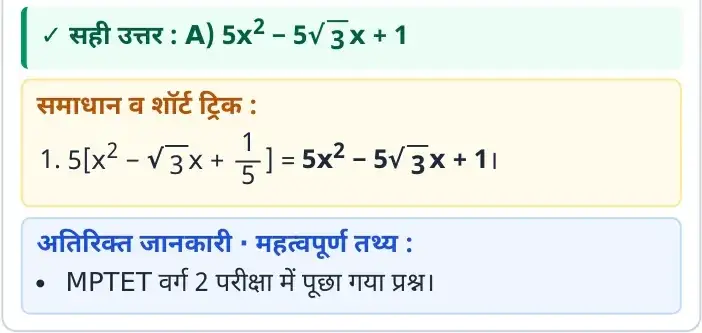 ✓ सही उत्तर : A) 5x² − 5√3x + 1
समाधान व शॉर्ट ट्रिक :
1. 5[x² − √3x + 1/5] = 5x² − 5√3x + 1।
अतिरिक्त जानकारी · महत्वपूर्ण तथ्य :
• MPTET वर्ग 2 परीक्षा में पूछा गया प्रश्न।